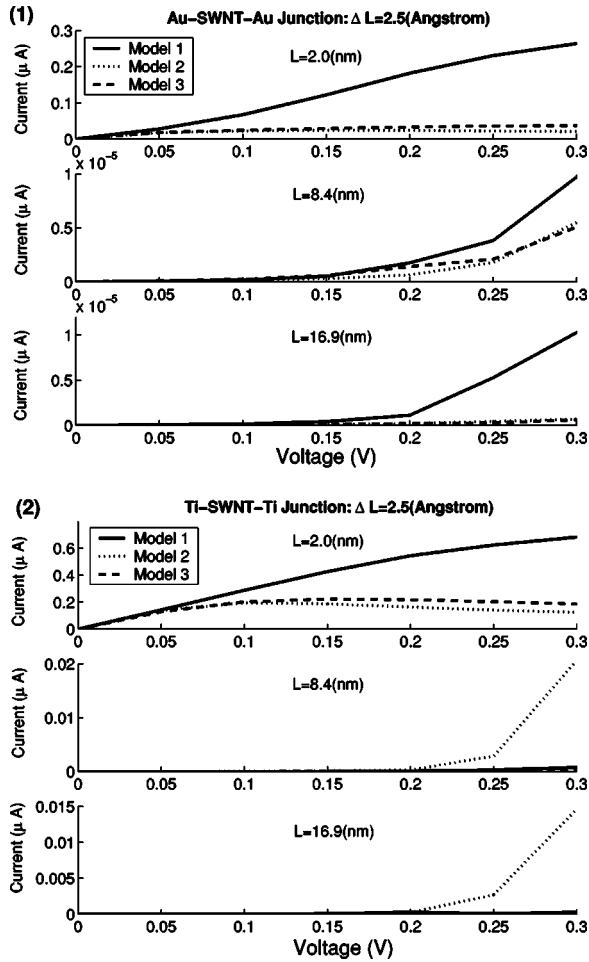 (1)
Au-SWNT-Au Junction: Δ L=2.5(Angstrom)
Current (μ A)
0.3
0.2
0.1
0
Model 1
Model 2
Model 3
L=2.0(nm)
0 0.05 0.1 0.15 0.2 0.25 0.3
x 10⁻⁵
Current (μ A)
1
0.5
0
L=8.4(nm)
0 0.05 0.1 0.15 0.2 0.25 0.3
x 10⁻⁵
Current (μ A)
1
0.5
0
L=16.9(nm)
0 0.05 0.1 0.15 0.2 0.25 0.3
Voltage (V)
(2)
Ti-SWNT-Ti Junction: Δ L=2.5(Angstrom)
Current (μ A)
0.6
0.4
0.2
0
Model 1
Model 2
Model 3
L=2.0(nm)
0 0.05 0.1 0.15 0.2 0.25 0.3
Current (μ A)
0.02
0.01
0
L=8.4(nm)
0 0.05 0.1 0.15 0.2 0.25 0.3
Current (μ A)
0.015
0.01
0.005
0
L=16.9(nm)
0 0.05 0.1 0.15 0.2 0.25 0.3
Voltage (V)